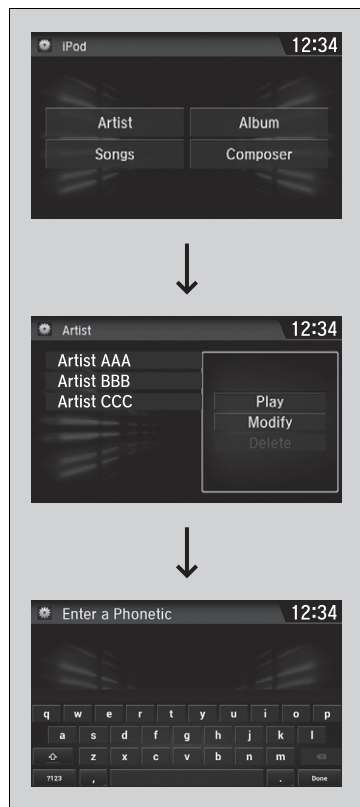 iPod 12:34
Artist Album
Songs Composer
Artist 12:34
Artist AAA
Artist BBB
Artist CCC
Play
Modify
Delete
Enter a Phonetic 12:34
q w e r t y u i o p
a s d f g h j k l
z x c v b n m
?123 , . Done